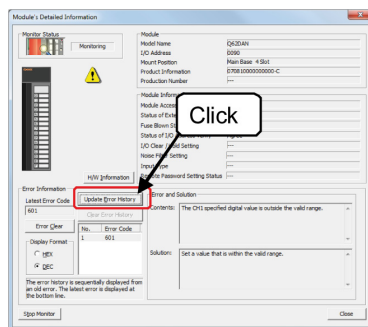 Module's Detailed Information
Monitor Status
Monitoring
Module
Model Name Q62DAN
I/O Address 0090
Mount Position Main Base 4 Slot
Product Information 070810000000000-C
Production Number ---
Module Information
Module Access
Status of Exte
Fuse Blown St
Status of I/O
I/O Clear / Hold Setting ---
Noise Filter Setting ---
Input Type ---
Remote Password Setting Status ---
Click
H/W Information
Error Information
Latest Error Code
601
Update Error History
Clear Error History
Error Clear
Display Format
HEX
DEC
No. Error Code
1 601
The error history is sequentially displayed from
an old error. The latest error is displayed at
the bottom line.
Error and Solution
Contents: The CH1 specified digital value is outside the valid range.
Solution: Set a value that is within the valid range.
Stop Monitor
Close